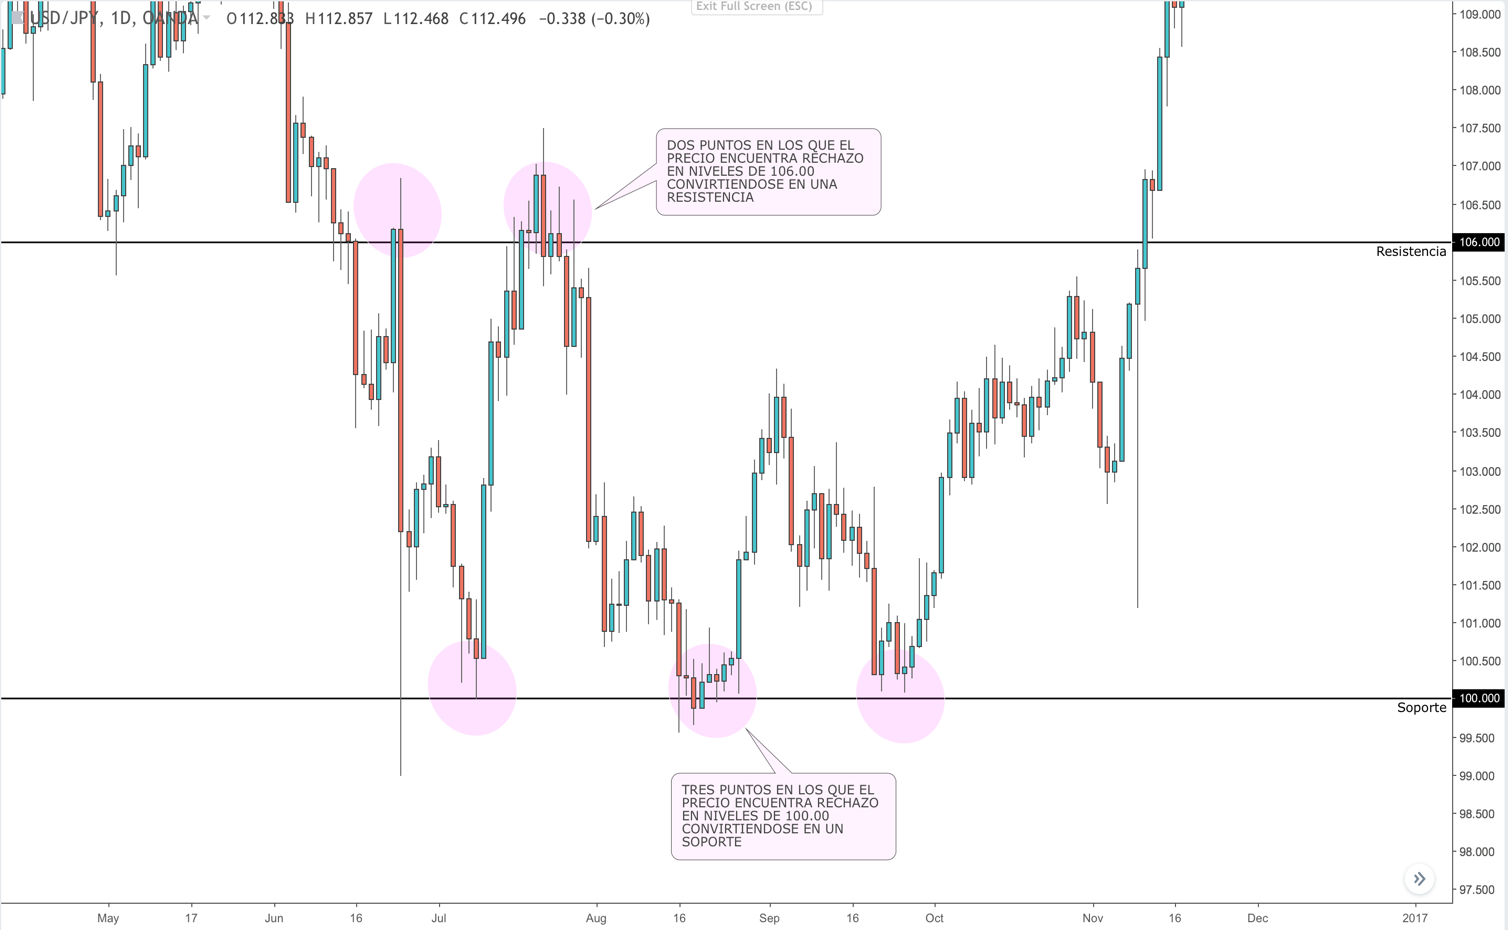 Exit Full Screen (ESC)
USD/JPY, 1D, OANDA O112.833 H112.857 L112.468 C112.496 −0.338 (−0.30%)
109.000
108.500
108.000
107.500
DOS PUNTOS EN LOS QUE EL
PRECIO ENCUENTRA RECHAZO
EN NIVELES DE 106.00
CONVIRTIENDOSE EN UNA
RESISTENCIA
107.000
106.500
106.000
Resistencia
105.500
105.000
104.500
104.000
103.500
103.000
102.500
102.000
101.500
101.000
100.500
100.000
Soporte
99.500
99.000
TRES PUNTOS EN LOS QUE EL
PRECIO ENCUENTRA RECHAZO
EN NIVELES DE 100.00
CONVIRTIENDOSE EN UN
SOPORTE
98.500
98.000
97.500
May 17 Jun 16 Jul Aug 16 Sep 16 Oct Nov 16 Dec 2017